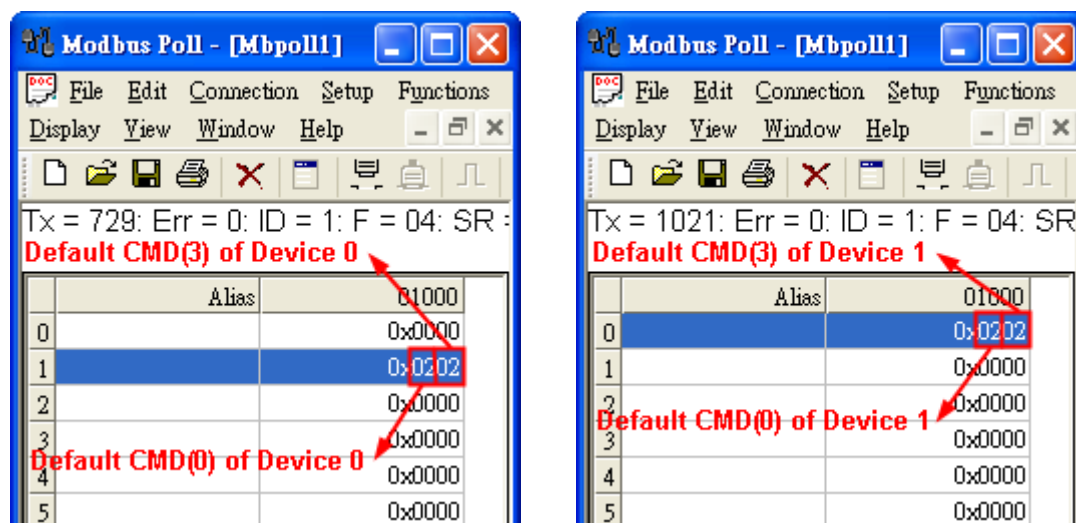 Modbus Poll - [Mbpoll1]
File Edit Connection Setup Functions
Display View Window Help
Tx = 729: Err = 0: ID = 1: F = 04: SR =
Default CMD(3) of Device 0
Alias 01000
0 0x0000
1 0x0202
2 0x0000
3 0x0000
Default CMD(0) of Device 0
4 0x0000
5 0x0000
Modbus Poll - [Mbpoll1]
File Edit Connection Setup Functions
Display View Window Help
Tx = 1021: Err = 0: ID = 1: F = 04: SR
Default CMD(3) of Device 1
Alias 01000
0 0x0202
1 0x0000
2 0x0000
Default CMD(0) of Device 1
3 0x0000
4 0x0000
5 0x0000